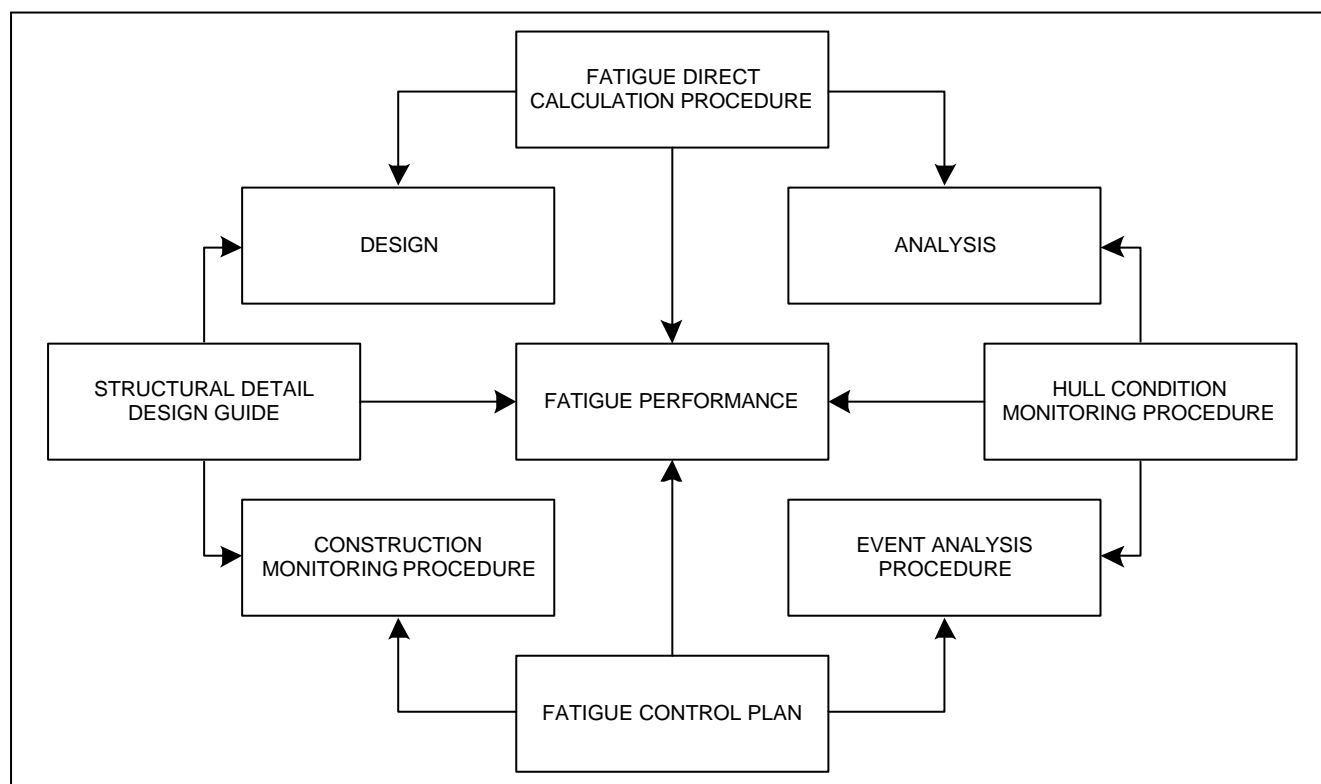 FATIGUE DIRECT
CALCULATION PROCEDURE
DESIGN
ANALYSIS
STRUCTURAL DETAIL
DESIGN GUIDE
FATIGUE PERFORMANCE
HULL CONDITION
MONITORING PROCEDURE
CONSTRUCTION
MONITORING PROCEDURE
EVENT ANALYSIS
PROCEDURE
FATIGUE CONTROL PLAN